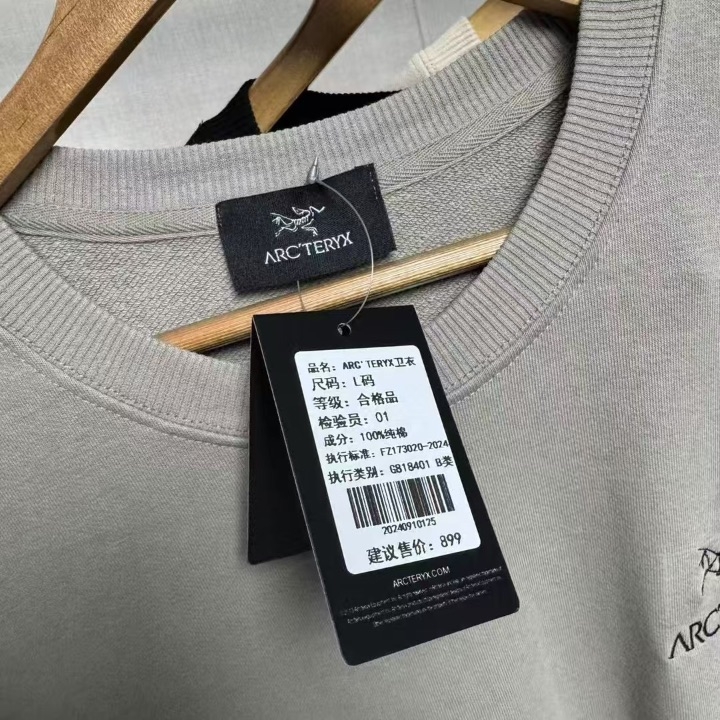 ARC'TERYX
品名: ARC'TERYX卫衣
尺码: L码
等级: 合格品
检验员: 01
成分: 100%纯棉
执行标准: FZ173020-2024
执行类别: GB18401 B类
20240910125
建议售价: 899
ARCTERYX.COM
ARC